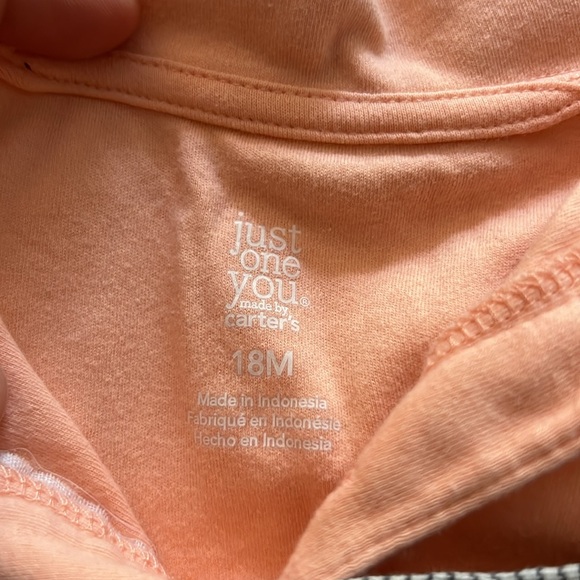 just
one
you®
made by
carter's
18M
Made in Indonesia
Fabriqué en Indonésie
Hecho en Indonesia